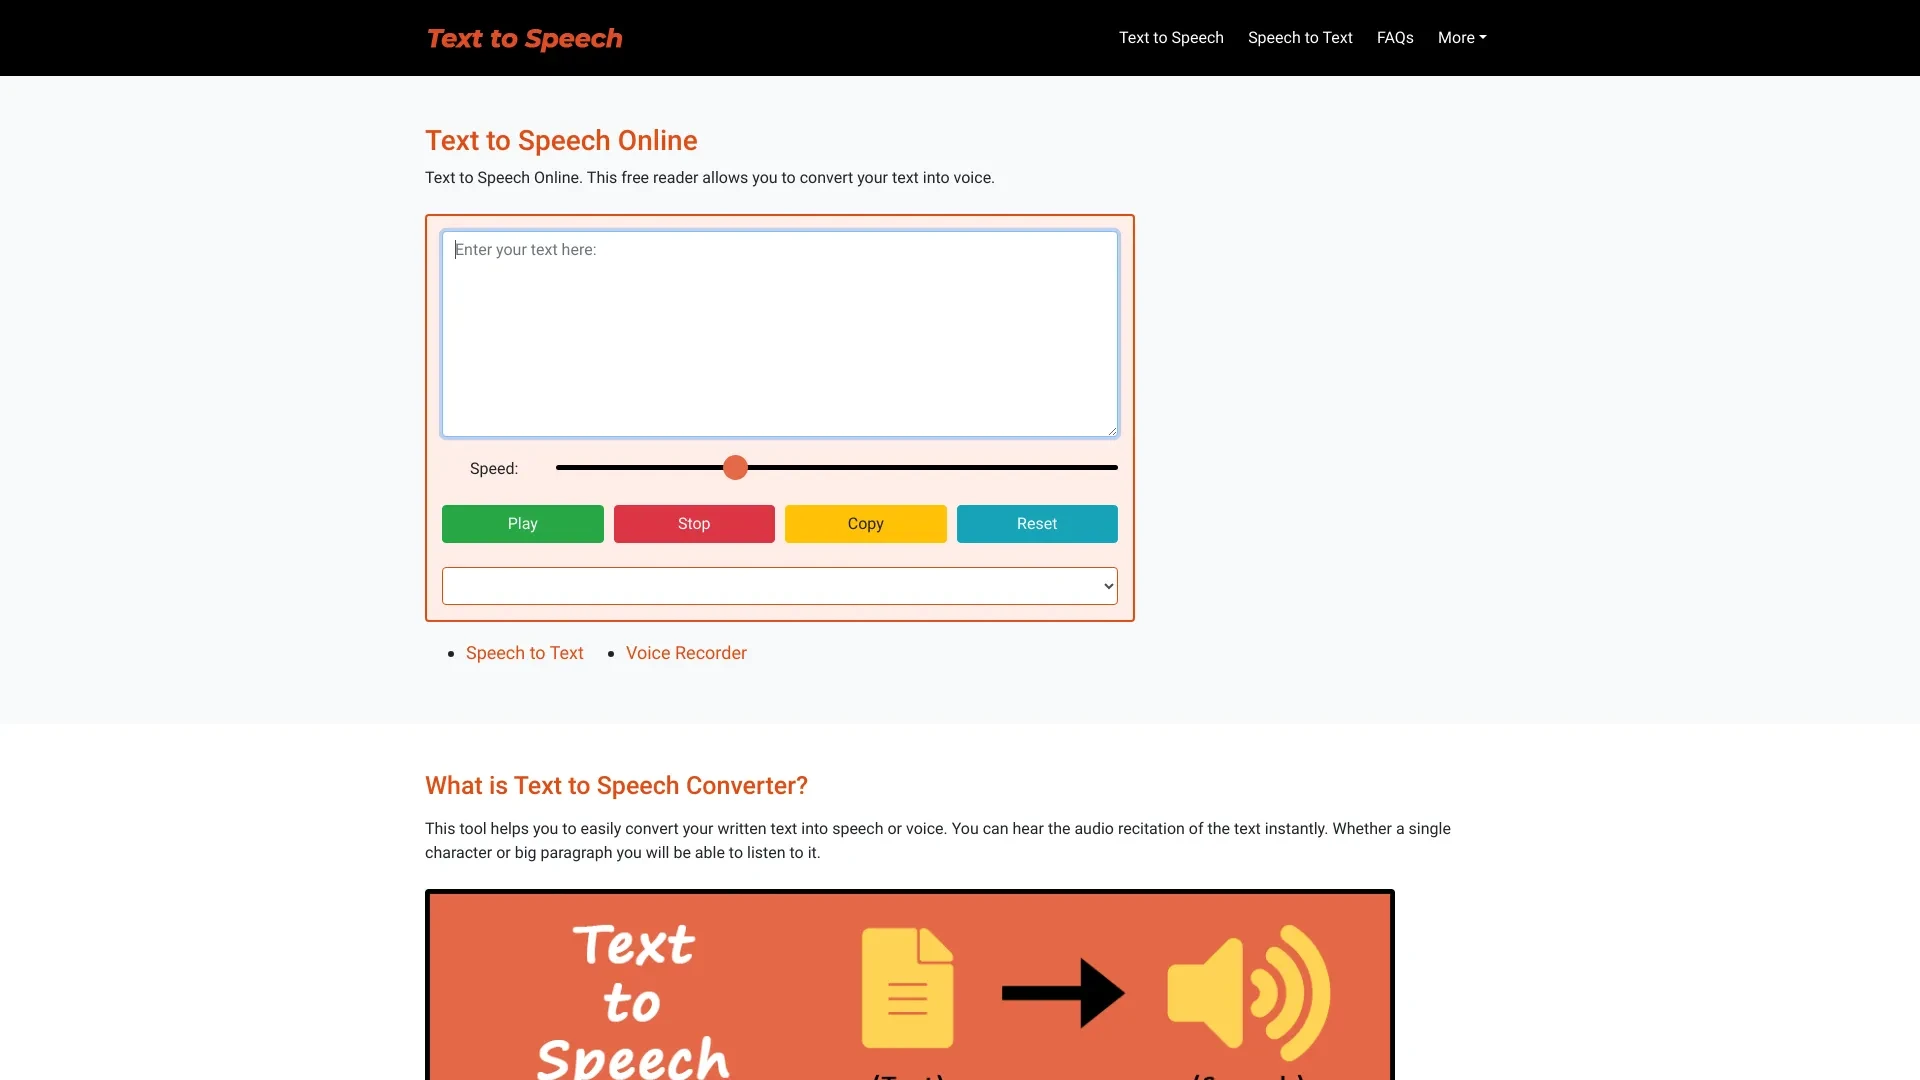 Text to Speech
Text to Speech
Speech to Text
FAQs
More
Text to Speech Online
Text to Speech Online. This free reader allows you to convert your text into voice.
Enter your text here:
Speed:
Play
Stop
Copy
Reset
Speech to Text
Voice Recorder
What is Text to Speech Converter?
This tool helps you to easily convert your written text into speech or voice. You can hear the audio recitation of the text instantly. Whether a single
character or big paragraph you will be able to listen to it.
Text
to
Speech